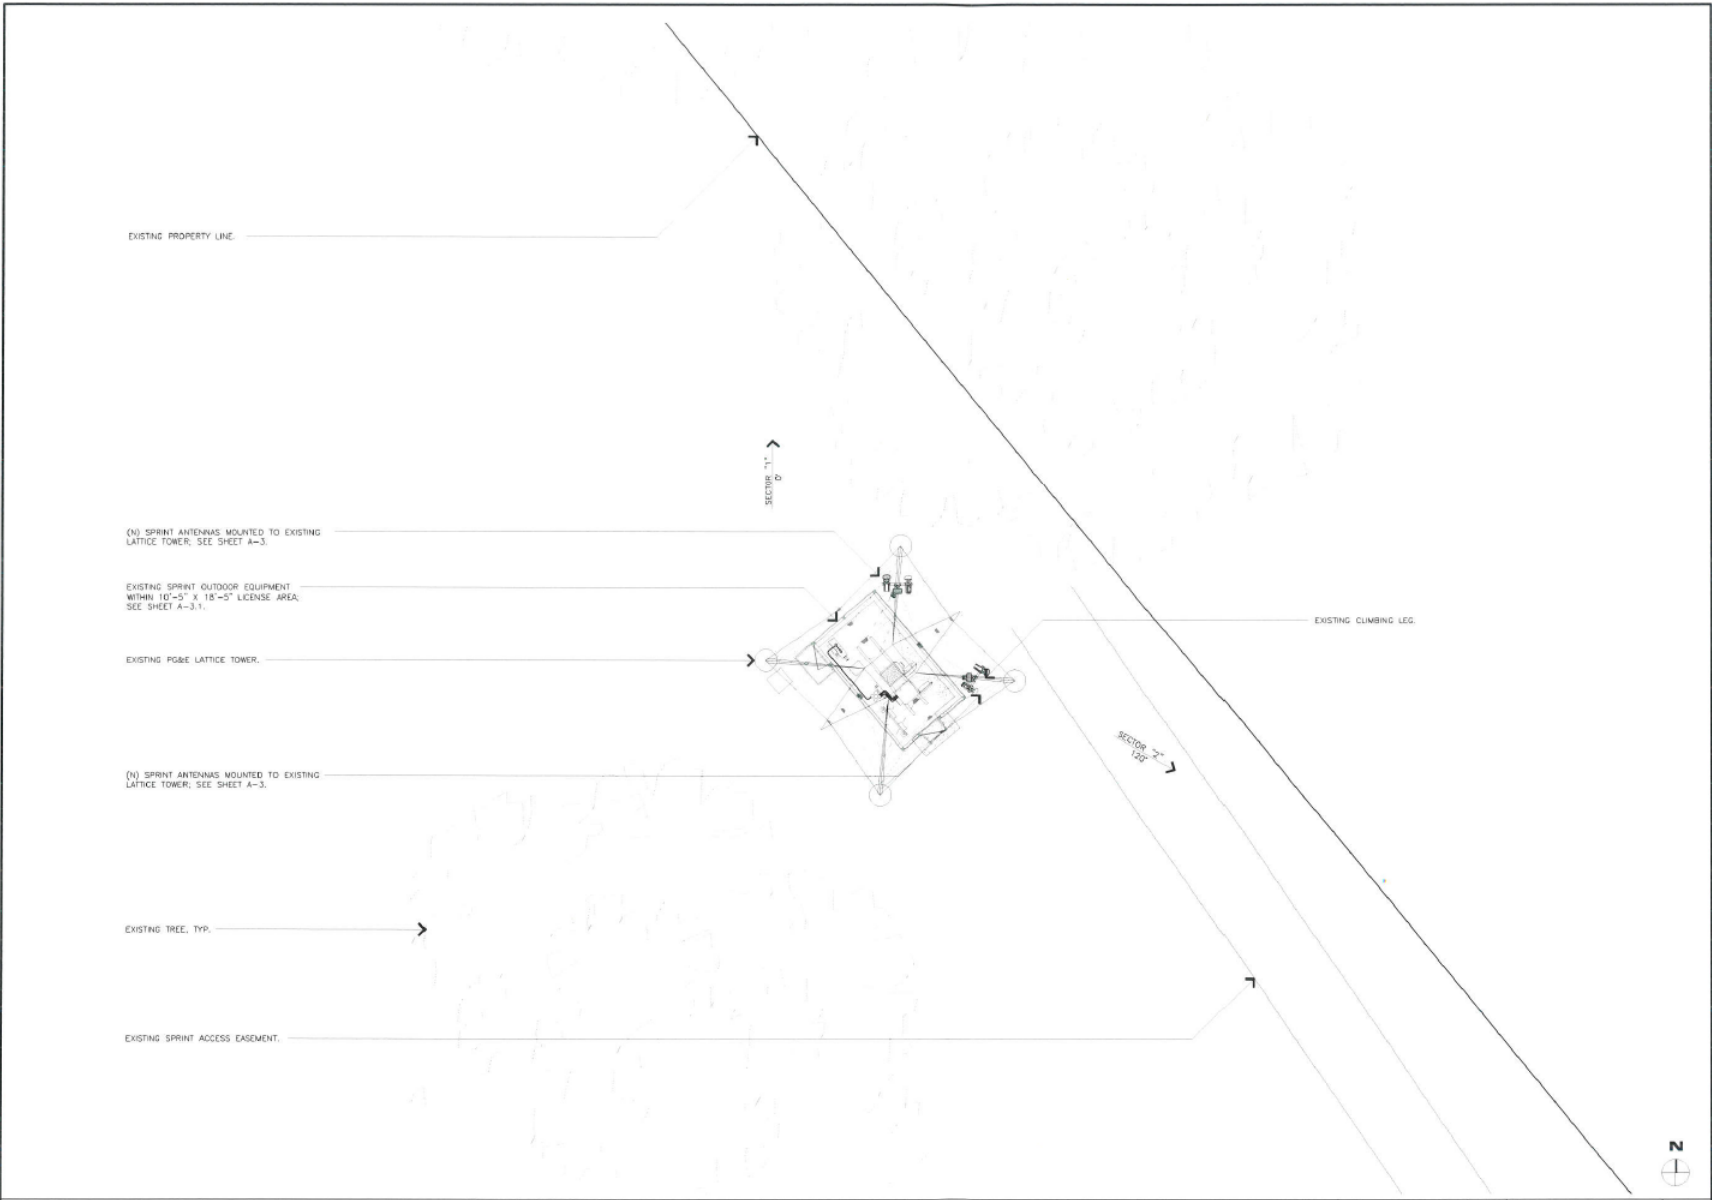 EXISTING PROPERTY LINE.
SECTOR "1"
0°
(N) SPRINT ANTENNAS MOUNTED TO EXISTING
LATTICE TOWER; SEE SHEET A-3.
EXISTING SPRINT OUTDOOR EQUIPMENT
WITHIN 10'-5" X 18'-5" LICENSE AREA;
SEE SHEET A-3.1.
EXISTING CLIMBING LEG.
EXISTING PG&E LATTICE TOWER.
SECTOR "2"
120°
(N) SPRINT ANTENNAS MOUNTED TO EXISTING
LATTICE TOWER; SEE SHEET A-3.
EXISTING TREE, TYP.
EXISTING SPRINT ACCESS EASEMENT.
N